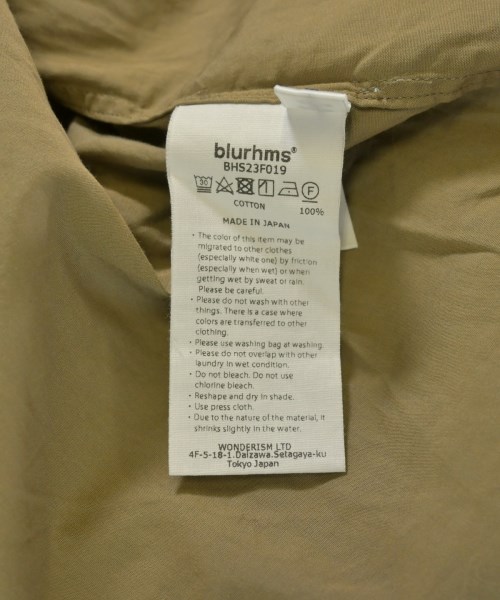 blurhms®
BHS23F019
30 F
COTTON 100%
MADE IN JAPAN
・The color of this item may be
migrated to other clothes
(especially white one) by friction
(especially when wet) or when
getting wet by sweat or rain.
Please be careful.
・Please do not wash with other
things. There is a case where
colors are transferred to other
clothing.
・Please use washing bag at washing.
・Please do not overlap with other
laundry in wet condition.
・Do not bleach. Do not use
chlorine bleach.
・Reshape and dry in shade.
・Use press cloth.
・Due to the nature of the material, it
shrinks slightly in the water.
WONDERISM LTD
4F-5-18-1.Daizawa.Setagaya-ku
Tokyo Japan